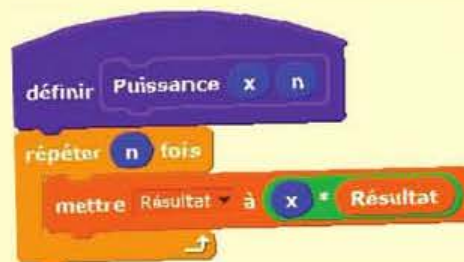 définir Puissance x n
répéter n fois
mettre Résultat à x * Résultat